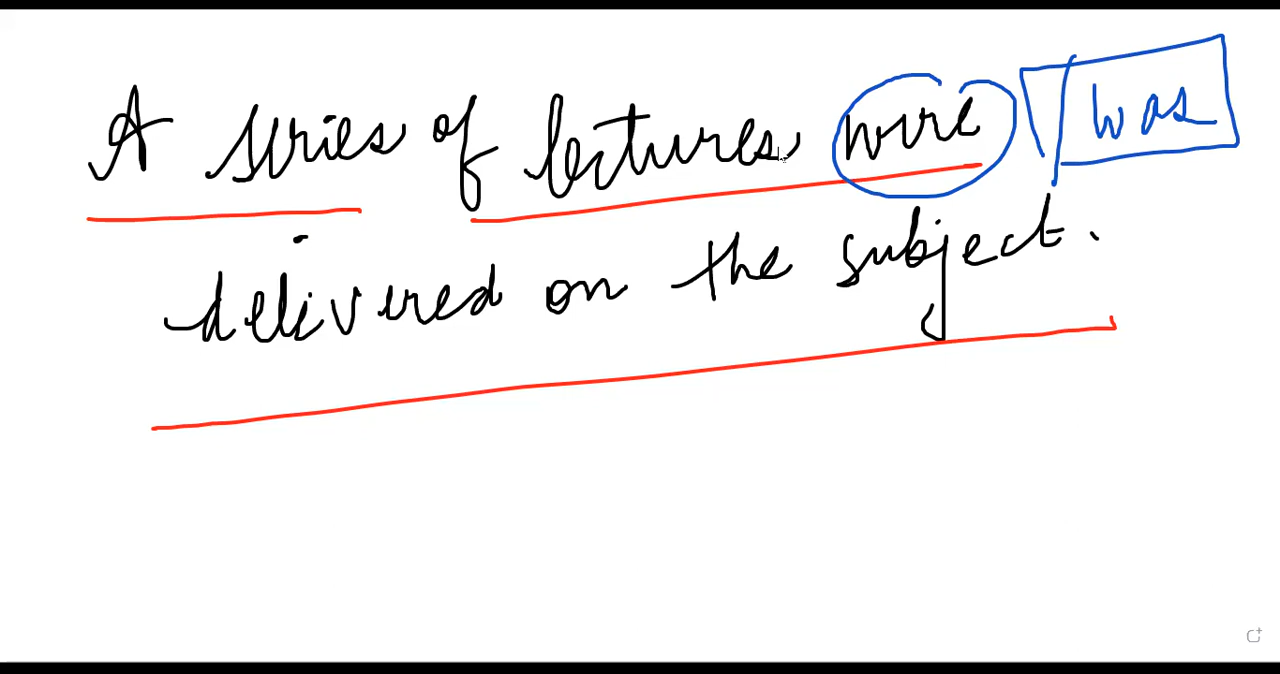 A series of lectures were was
delivered on the subject.